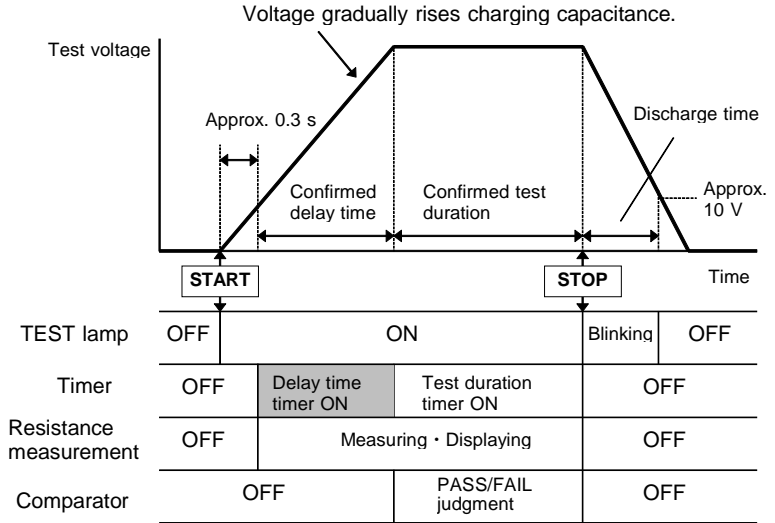 Voltage gradually rises charging capacitance.
Test voltage
Approx. 0.3 s
Discharge time
Confirmed
delay time
Confirmed test
duration
Approx.
10 V
START
STOP
Time
TEST lamp
OFF
ON
Blinking
OFF
Timer
OFF
Delay time
timer ON
Test duration
timer ON
OFF
Resistance
measurement
OFF
Measuring・Displaying
OFF
Comparator
OFF
PASS/FAIL
judgment
OFF